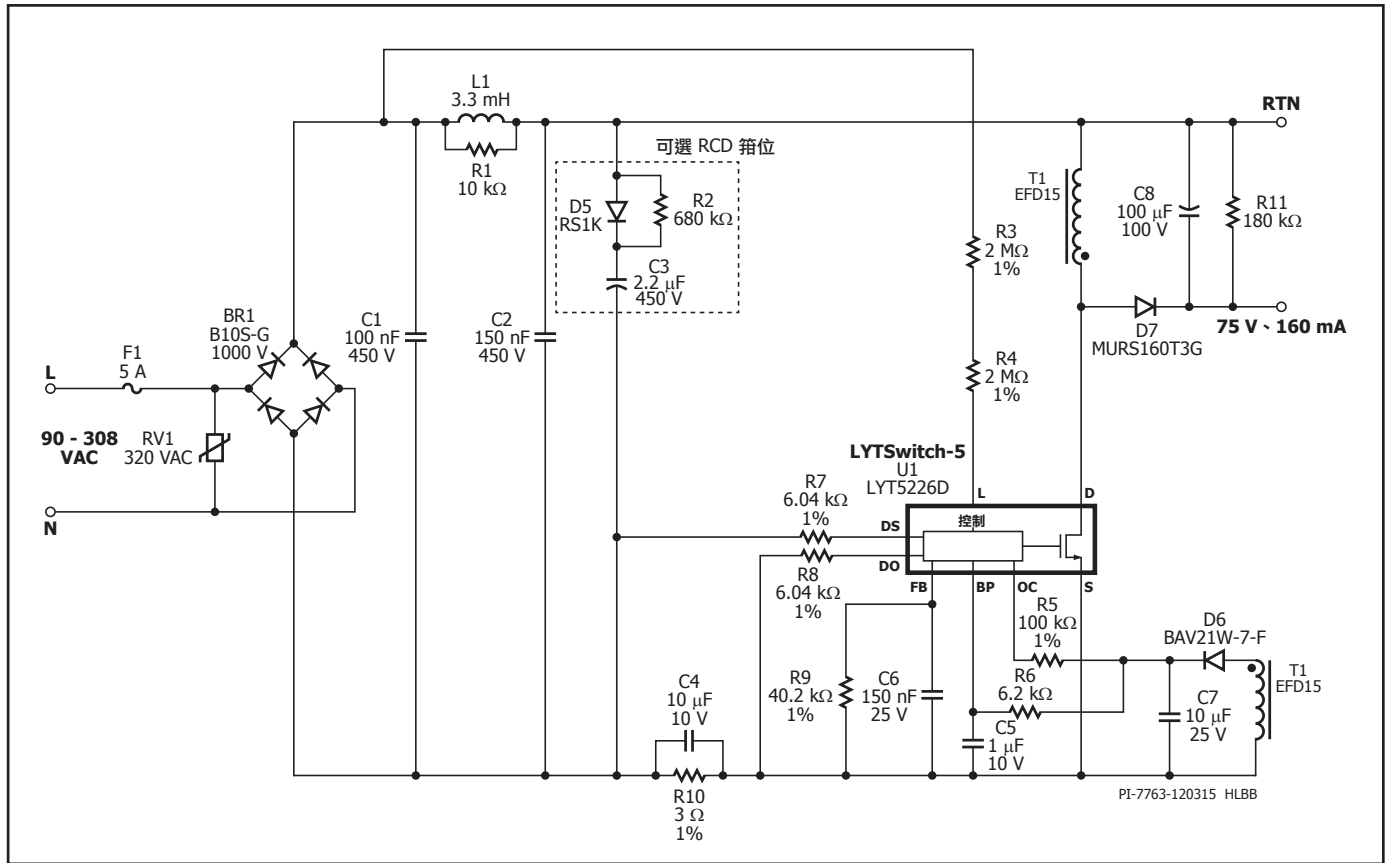 L1
3.3 mH
R1
10 kΩ
RTN
可選 RCD 箝位
D5
RS1K
R2
680 kΩ
C3
2.2 μF
450 V
R3
2 MΩ
1%
T1
EFD15
C8
100 μF
100 V
R11
180 kΩ
BR1
B10S-G
1000 V
C1
100 nF
450 V
C2
150 nF
450 V
R4
2 MΩ
1%
D7
MURS160T3G
75 V、160 mA
F1
5 A
L
90 - 308
VAC
RV1
320 VAC
N
LYTSwitch-5
U1
LYT5226D
L
D
R7
6.04 kΩ
1%
DS
控制
DO
R8
6.04 kΩ
1%
FB
BP
OC
S
R5
100 kΩ
1%
D6
BAV21W-7-F
T1
EFD15
R9
40.2 kΩ
1%
C6
150 nF
25 V
R6
6.2 kΩ
C7
10 μF
25 V
C4
10 μF
10 V
C5
1 μF
10 V
R10
3 Ω
1%
PI-7763-120315 HLBB